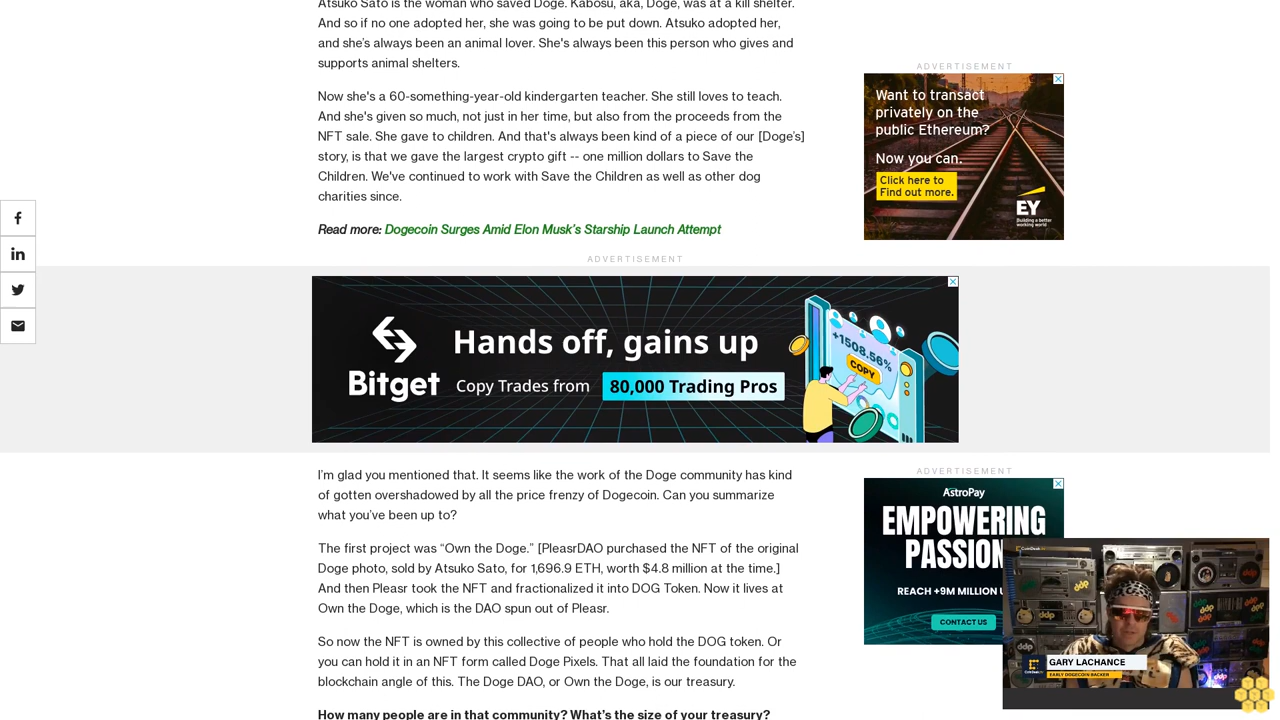 Atsuko Sato is the woman who saved Doge. Kabosu, aka, Doge, was at a kill shelter.
And so if no one adopted her, she was going to be put down. Atsuko adopted her,
and she’s always been an animal lover. She's always been this person who gives and
supports animal shelters.
Now she's a 60-something-year-old kindergarten teacher. She still loves to teach.
And she's given so much, not just in her time, but also from the proceeds from the
NFT sale. She gave to children. And that's always been kind of a piece of our [Doge’s]
story, is that we gave the largest crypto gift -- one million dollars to Save the
Children. We've continued to work with Save the Children as well as other dog
charities since.
Read more: Dogecoin Surges Amid Elon Musk’s Starship Launch Attempt
ADVERTISEMENT
Want to transact
privately on the
public Ethereum?
Now you can.
Click here to
Find out more.
EY
Building a better
working world
ADVERTISEMENT
Bitget
Hands off, gains up
Copy Trades from 80,000 Trading Pros
+1508.56%
COPY
I’m glad you mentioned that. It seems like the work of the Doge community has kind
of gotten overshadowed by all the price frenzy of Dogecoin. Can you summarize
what you’ve been up to?
The first project was “Own the Doge.” [PleasrDAO purchased the NFT of the original
Doge photo, sold by Atsuko Sato, for 1,696.9 ETH, worth $4.8 million at the time.]
And then Pleasr took the NFT and fractionalized it into DOG Token. Now it lives at
Own the Doge, which is the DAO spun out of Pleasr.
So now the NFT is owned by this collective of people who hold the DOG token. Or
you can hold it in an NFT form called Doge Pixels. That all laid the foundation for the
blockchain angle of this. The Doge DAO, or Own the Doge, is our treasury.
How many people are in that community? What’s the size of your treasury?
ADVERTISEMENT
AstroPay
EMPOWERING
PASSION
REACH +9M MILLION U
CONTACT US
CoinDesk
ddp
ddp
ddp
ddp
GARY LACHANCE
EARLY DOGECOIN BACKER